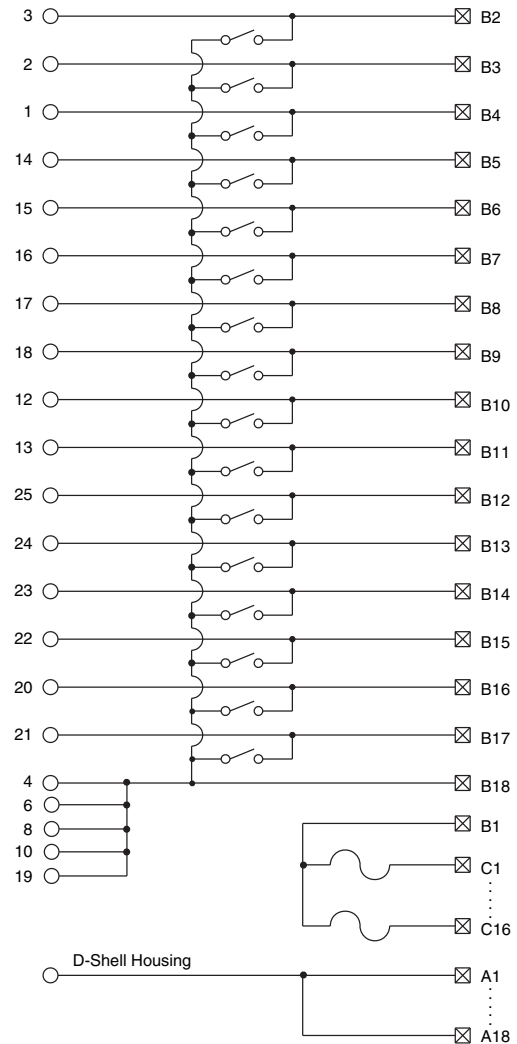 3 B2
2 B3
1 B4
14 B5
15 B6
16 B7
17 B8
18 B9
12 B10
13 B11
25 B12
24 B13
23 B14
22 B15
20 B16
21 B17
4 B18
6
8
10
19
B1
C1
C16
D-Shell Housing
A1
A18